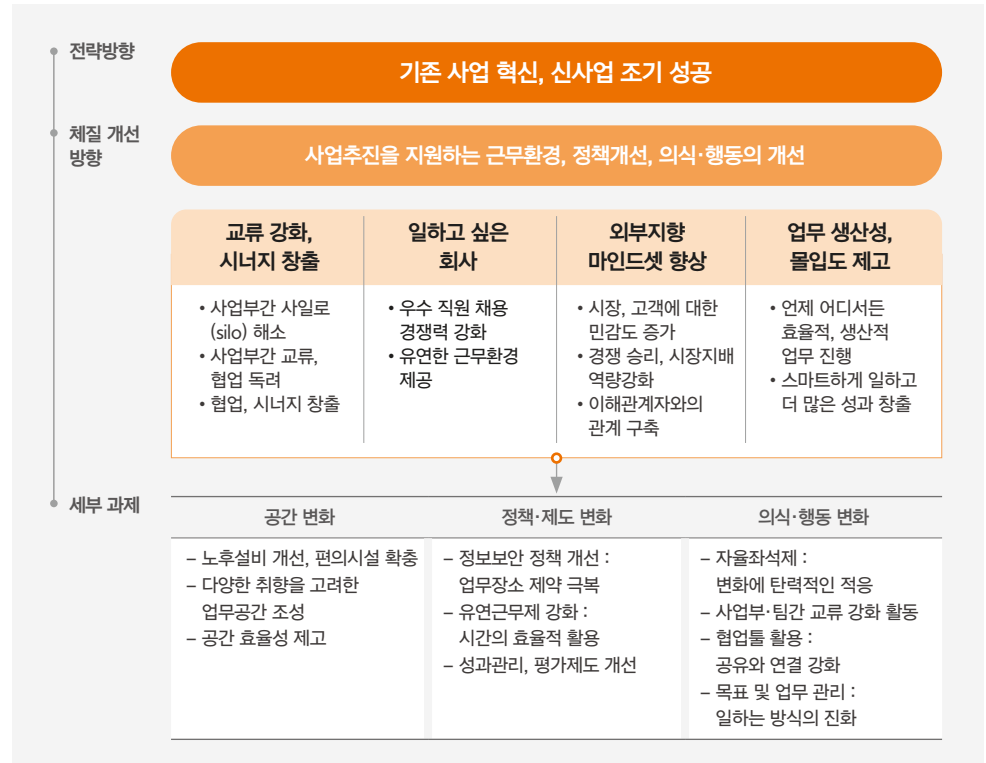 전략방향
기존 사업 혁신, 신사업 조기 성공
체질 개선
방향
사업추진을 지원하는 근무환경, 정책개선, 의식·행동의 개선
교류 강화,
시너지 창출
• 사업부간 사일로
(silo) 해소
• 사업부간 교류,
협업 독려
• 협업, 시너지 창출
일하고 싶은
회사
• 우수 직원 채용
경쟁력 강화
• 유연한 근무환경
제공
외부지향
마인드셋 향상
• 시장, 고객에 대한
민감도 증가
• 경쟁 승리, 시장지배
역량강화
• 이해관계자와의
관계 구축
업무 생산성,
몰입도 제고
• 언제 어디서든
효율적, 생산적
업무 진행
• 스마트하게 일하고
더 많은 성과 창출
세부 과제
공간 변화
– 노후설비 개선, 편의시설 확충
– 다양한 취향을 고려한
업무공간 조성
– 공간 효율성 제고
정책·제도 변화
– 정보보안 정책 개선 :
업무장소 제약 극복
– 유연근무제 강화 :
시간의 효율적 활용
– 성과관리, 평가제도 개선
의식·행동 변화
– 자율좌석제 :
변화에 탄력적인 적응
– 사업부·팀간 교류 강화 활동
– 협업툴 활용 :
공유와 연결 강화
– 목표 및 업무 관리 :
일하는 방식의 진화